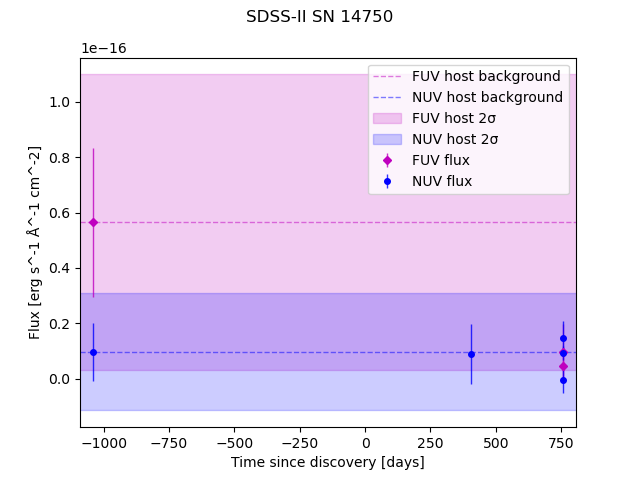 SDSS-II SN 14750
1e−16
FUV host background
NUV host background
FUV host 2σ
NUV host 2σ
FUV flux
NUV flux
1.0
0.8
0.6
0.4
0.2
0.0
Flux [erg s^-1 Å^-1 cm^-2]
−1000 −750 −500 −250 0 250 500 750
Time since discovery [days]